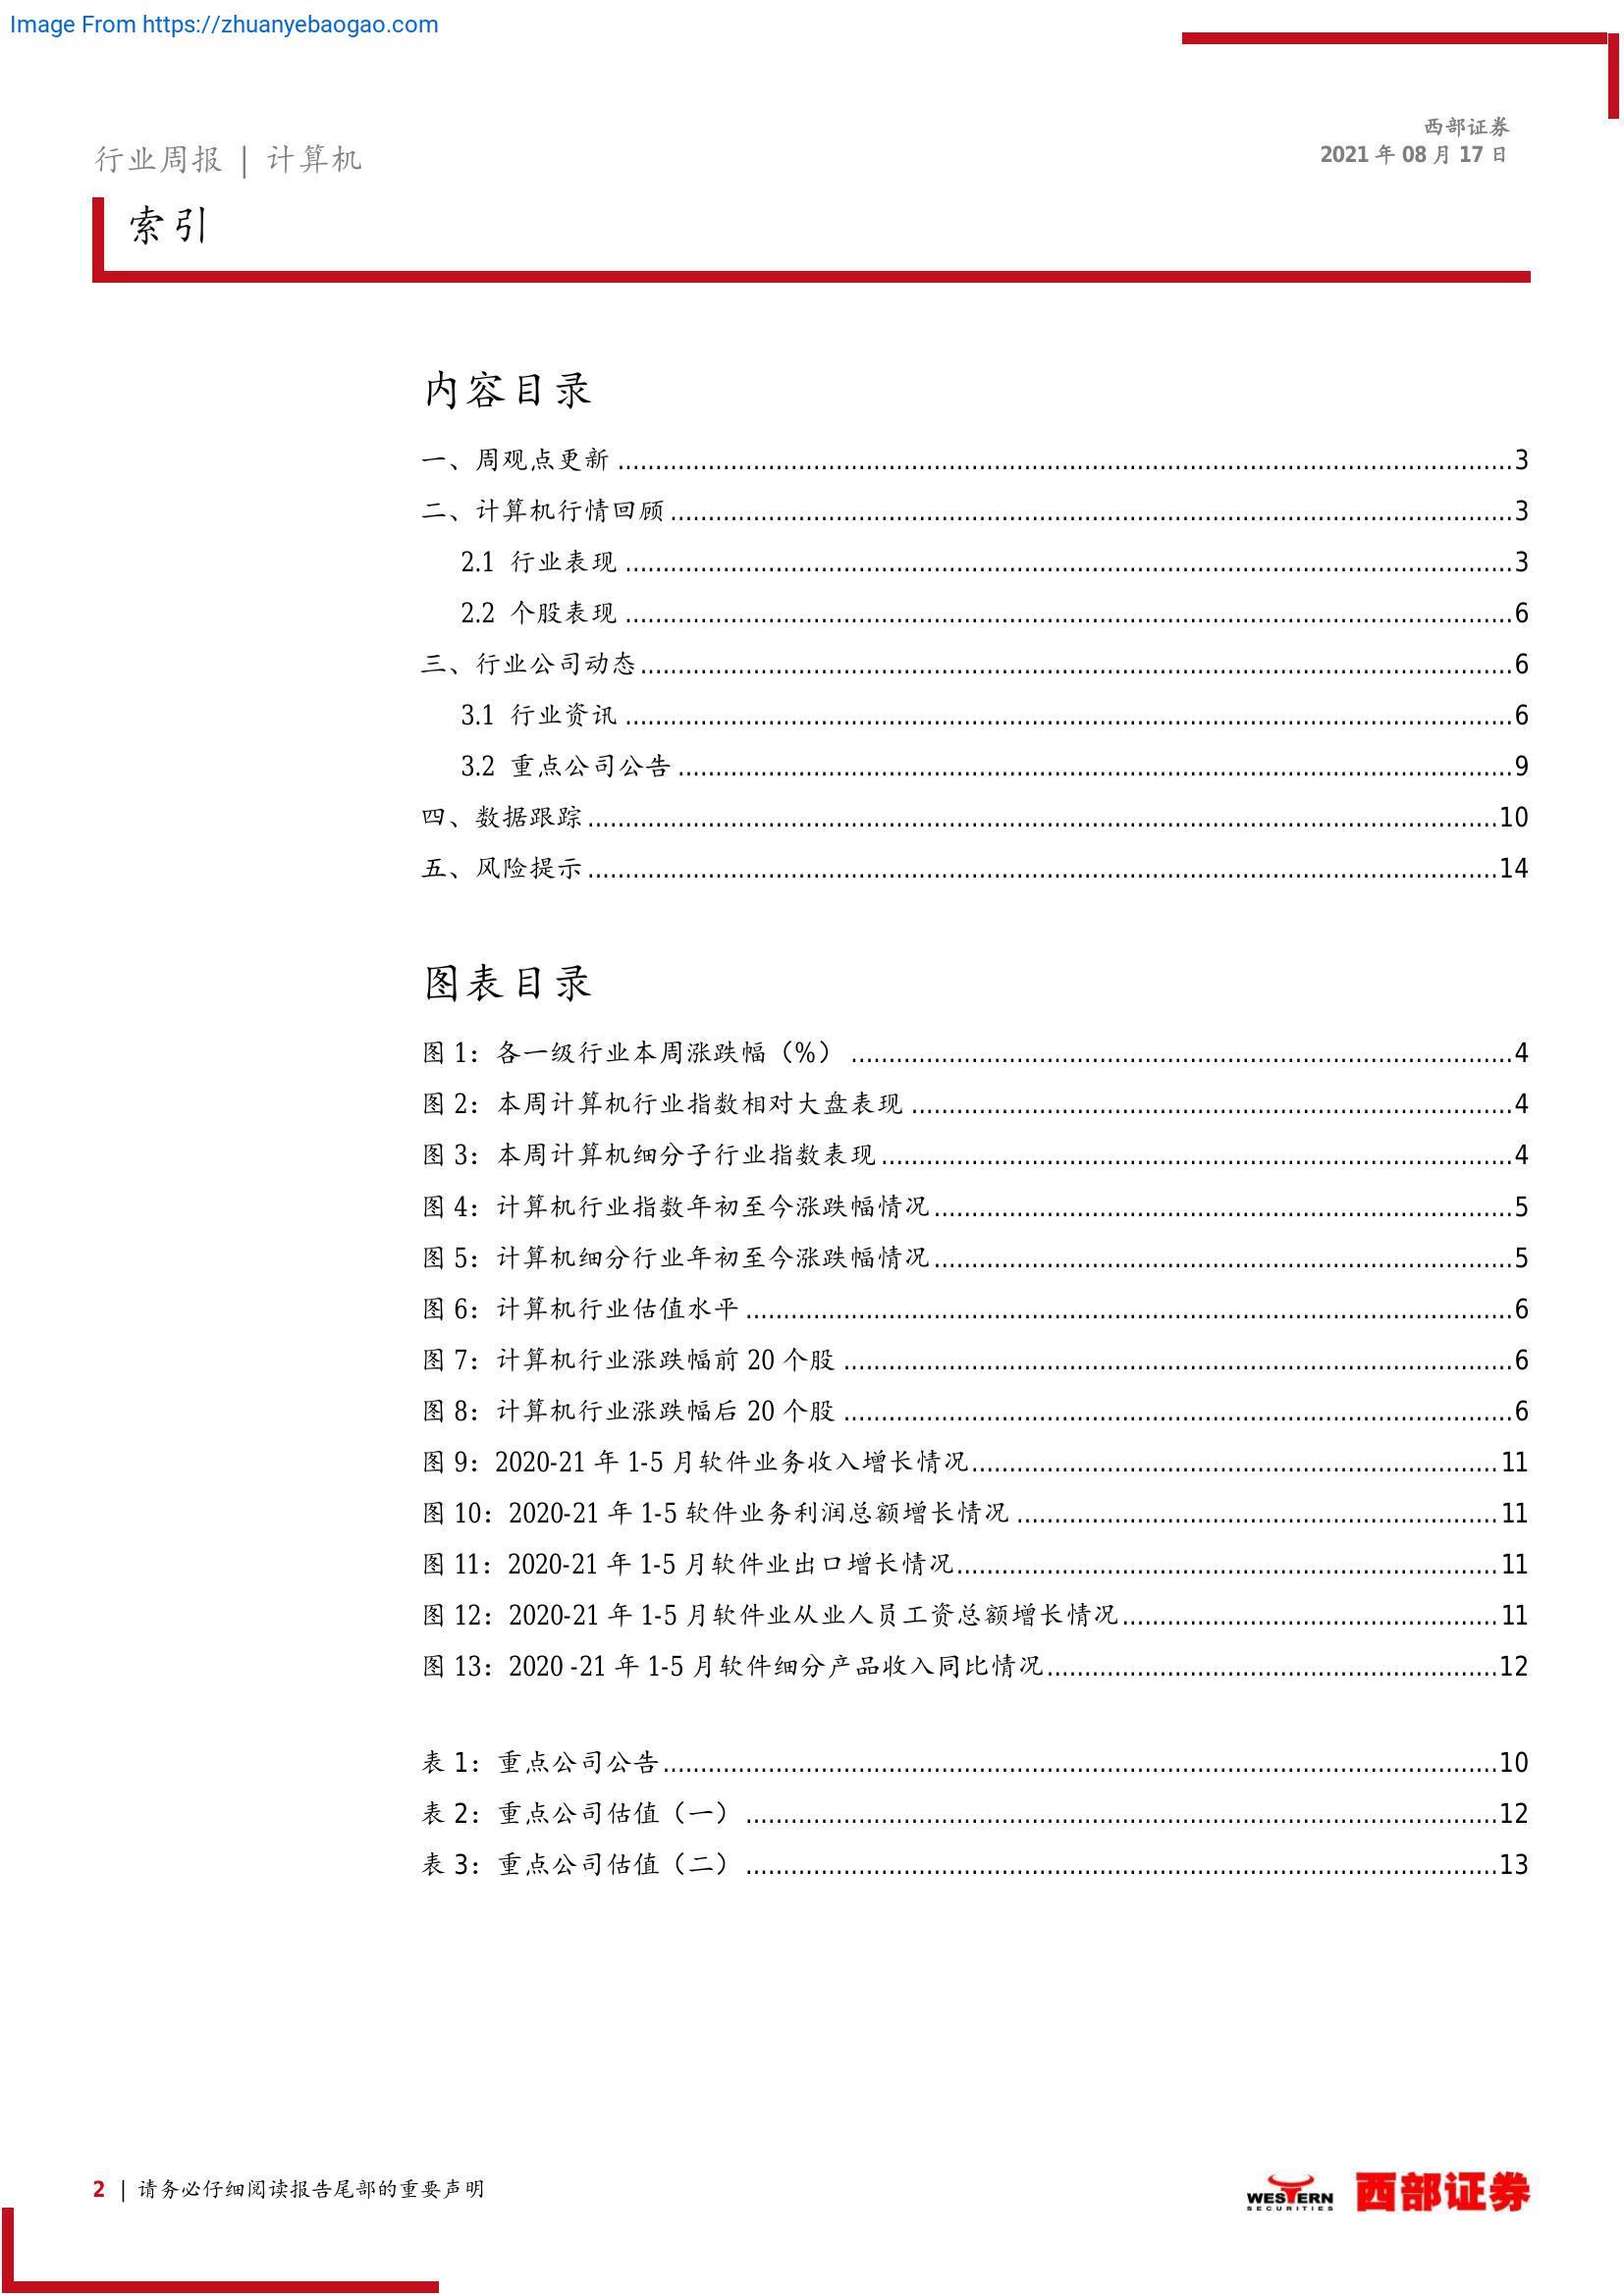 Image From https://zhuanyebaogao.com
西部证券
2021 年 08 月 17 日
行业周报 | 计算机
索引
内容目录
一、周观点更新 ........ 3
二、计算机行情回顾 ........ 3
2.1 行业表现 ........ 3
2.2 个股表现 ........ 6
三、行业公司动态 ........ 6
3.1 行业资讯 ........ 6
3.2 重点公司公告 ........ 9
四、数据跟踪 ........ 10
五、风险提示 ........ 14
图表目录
图 1：各一级行业本周涨跌幅（%） ........ 4
图 2：本周计算机行业指数相对大盘表现 ........ 4
图 3：本周计算机细分子行业指数表现 ........ 4
图 4：计算机行业指数年初至今涨跌幅情况 ........ 5
图 5：计算机细分行业年初至今涨跌幅情况 ........ 5
图 6：计算机行业估值水平 ........ 6
图 7：计算机行业涨跌幅前 20 个股 ........ 6
图 8：计算机行业涨跌幅后 20 个股 ........ 6
图 9：2020-21 年 1-5 月软件业务收入增长情况 ........ 11
图 10：2020-21 年 1-5 软件业务利润总额增长情况 ........ 11
图 11：2020-21 年 1-5 月软件业出口增长情况 ........ 11
图 12：2020-21 年 1-5 月软件业从业人员工资总额增长情况 ........ 11
图 13：2020 -21 年 1-5 月软件细分产品收入同比情况 ........ 12
表 1：重点公司公告 ........ 10
表 2：重点公司估值（一） ........ 12
表 3：重点公司估值（二） ........ 13
2 | 请务必仔细阅读报告尾部的重要声明
WESTERN
SECURITIES
西部证券